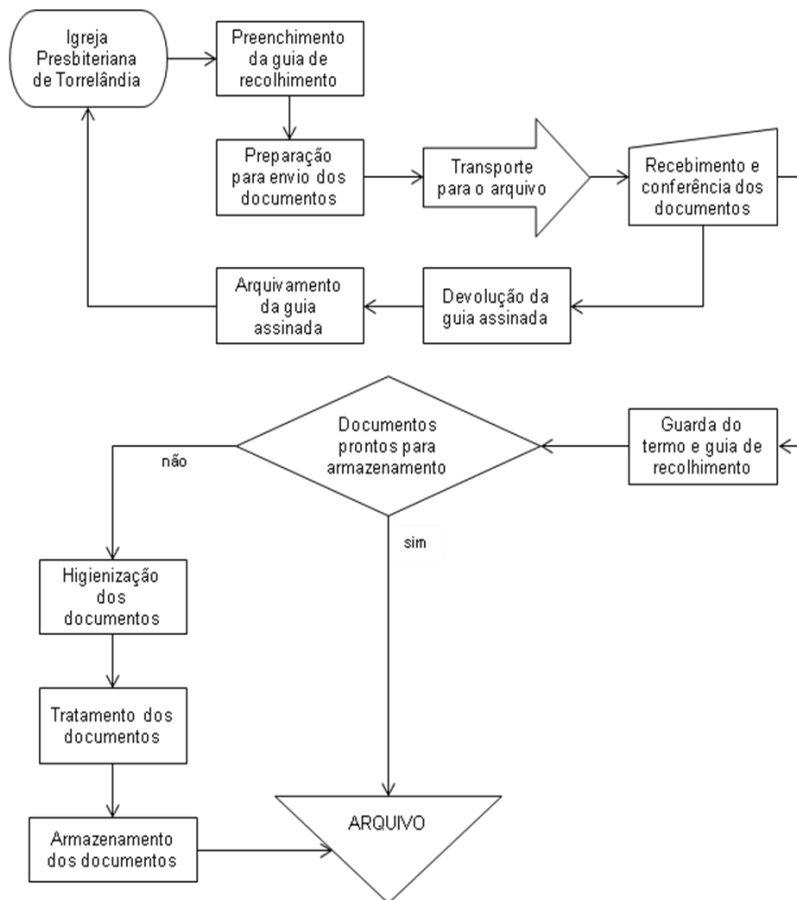 Igreja
Presbiteriana
de Torrelândia
Preenchimento
da guia de
recolhimento
Preparação
para envio dos
documentos
Transporte
para o arquivo
Recebimento e
conferência dos
documentos
Arquivamento
da guia
assinada
Devolução da
guia assinada
Documentos
prontos para
armazenamento
Guarda do
termo e guia de
recolhimento
não
sim
Higienização
dos
documentos
Tratamento dos
documentos
Armazenamento
dos documentos
ARQUIVO